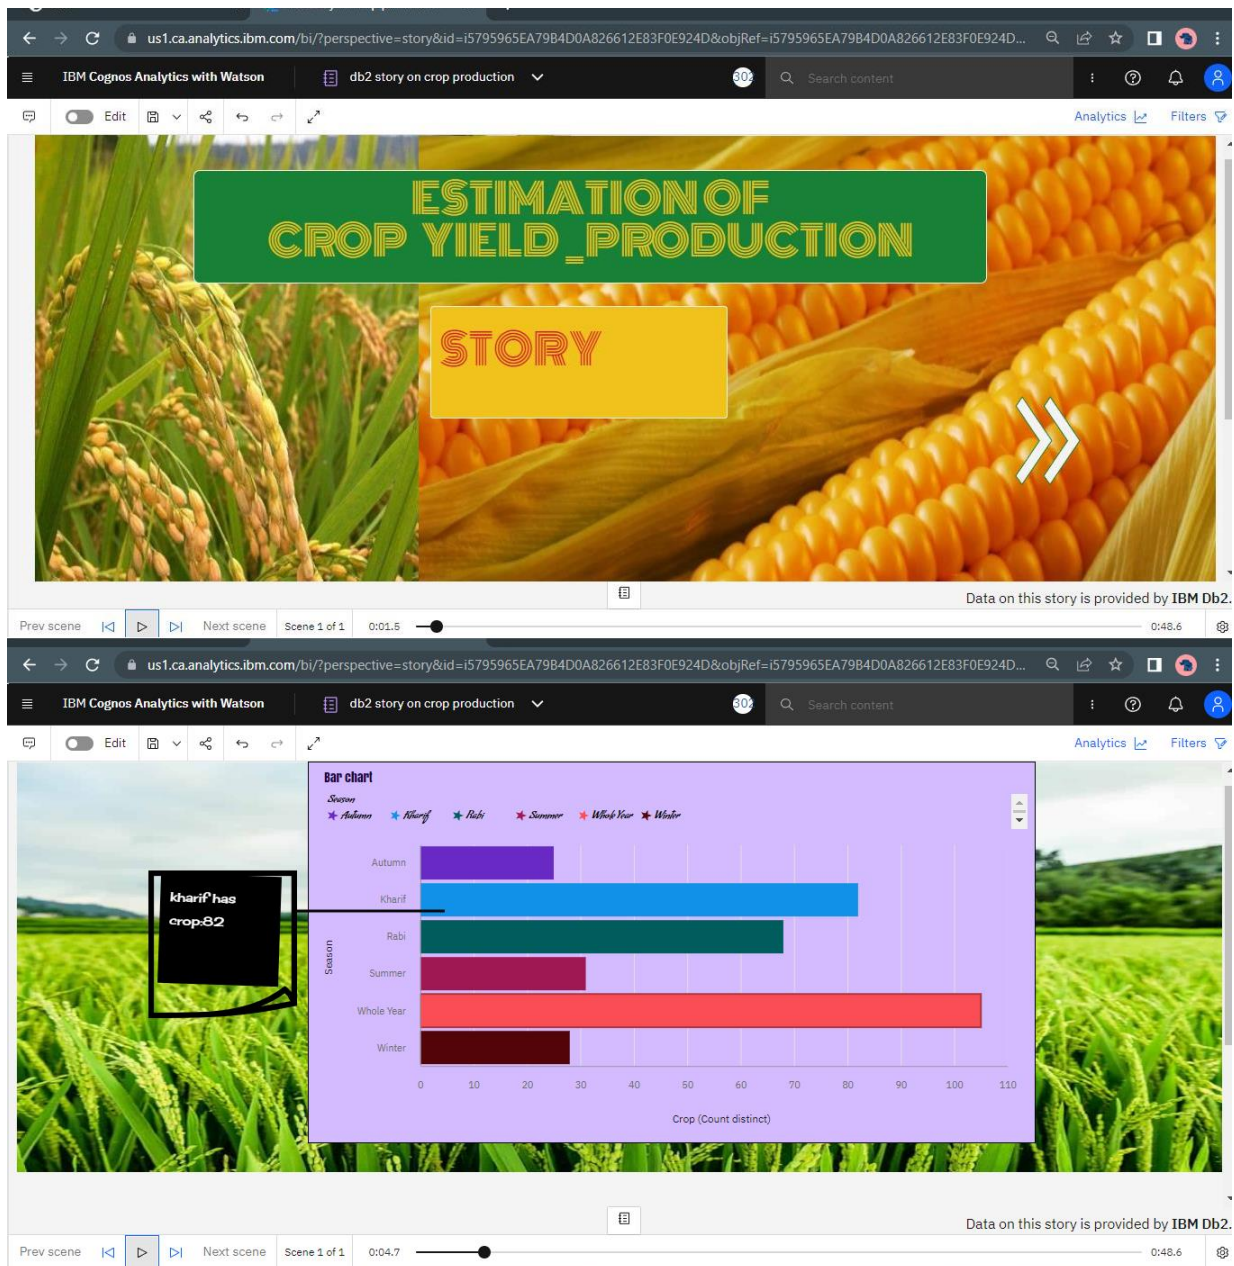 us1.ca.analytics.ibm.com/bi/?perspective=story&id=i5795965EA79B4D0A826612E83F0E924D&objRef=i5795965EA79B4D0A826612E83F0E924D...
IBM Cognos Analytics with Watson db2 story on crop production 302 Search content
Edit Analytics Filters
ESTIMATION OF
CROP YIELD_PRODUCTION
STORY
Data on this story is provided by IBM Db2.
Prev scene Next scene Scene 1 of 1 0:01.5 0:48.6
us1.ca.analytics.ibm.com/bi/?perspective=story&id=i5795965EA79B4D0A826612E83F0E924D&objRef=i5795965EA79B4D0A826612E83F0E924D...
IBM Cognos Analytics with Watson db2 story on crop production 302 Search content
Edit Analytics Filters
Bar chart
Season
Autumn Kharif Rabi Summer Whole Year Winter
kharif has
crop:82
Season
Autumn
Kharif
Rabi
Summer
Whole Year
Winter
0 10 20 30 40 50 60 70 80 90 100 110
Crop (Count distinct)
Data on this story is provided by IBM Db2.
Prev scene Next scene Scene 1 of 1 0:04.7 0:48.6